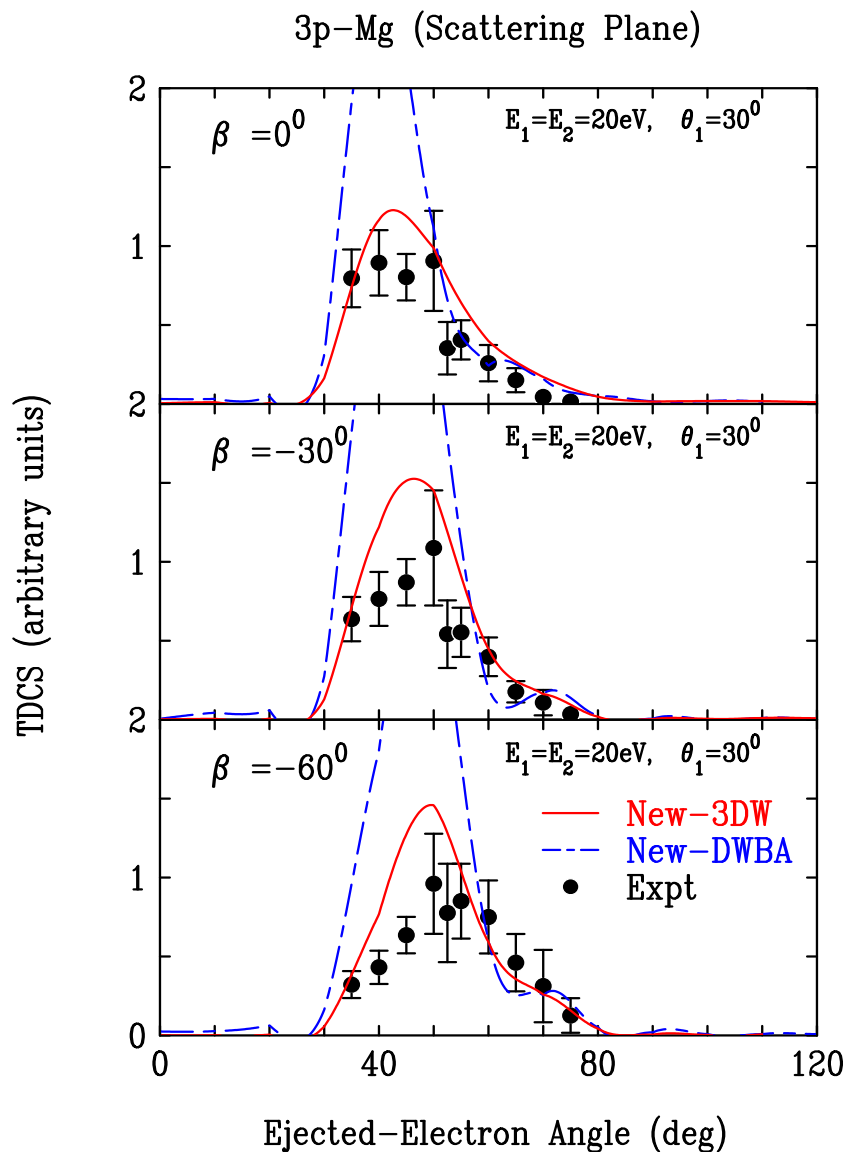 3p-Mg (Scattering Plane)
2
β =0⁰
E₁=E₂=20eV, θ₁=30⁰
1
2
β =-30⁰
E₁=E₂=20eV, θ₁=30⁰
1
TDCS (arbitrary units)
2
β =-60⁰
E₁=E₂=20eV, θ₁=30⁰
New-3DW
New-DWBA
1
Expt
0
0 40 80 120
Ejected-Electron Angle (deg)